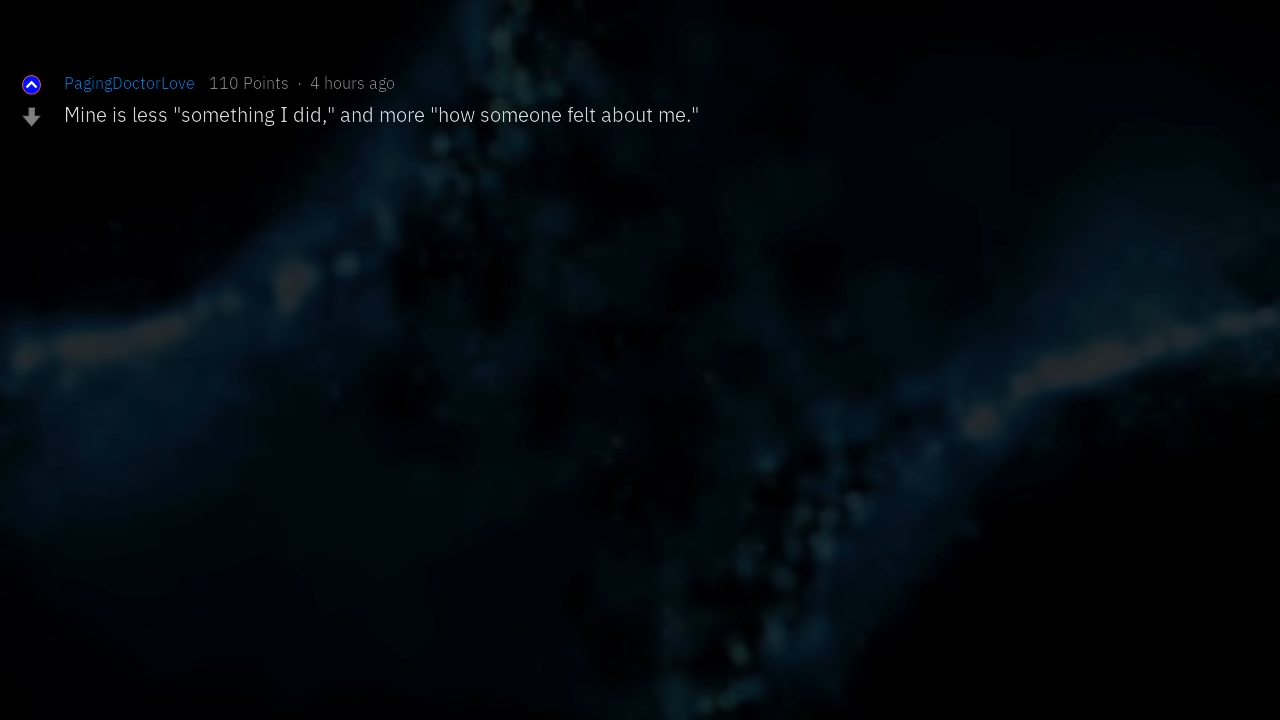 PagingDoctorLove 110 Points · 4 hours ago
Mine is less "something I did," and more "how someone felt about me."